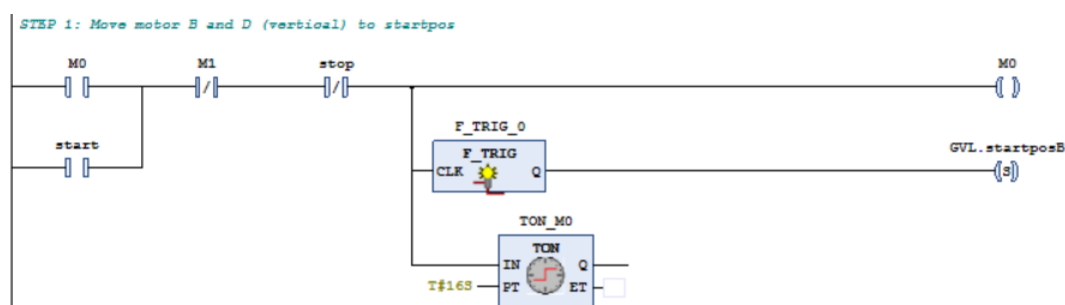 STEP 1: Move motor B and D (vertical) to startpos
M0 M1 stop M0
start
F_TRIG_0
F_TRIG
CLK Q
GVL.startposB
S
TON_M0
TON
IN Q
T#16S PT ET